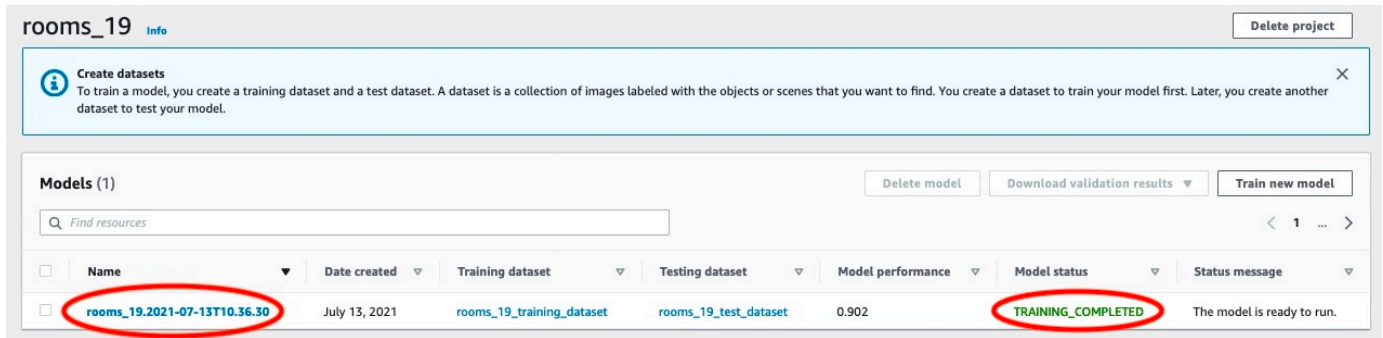 rooms_19 Info
Delete project
Create datasets
To train a model, you create a training dataset and a test dataset. A dataset is a collection of images labeled with the objects or scenes that you want to find. You create a dataset to train your model first. Later, you create another
dataset to test your model.
Models (1)
Delete model
Download validation results
Train new model
Find resources
1 ...
Name Date created Training dataset Testing dataset Model performance Model status Status message
rooms_19.2021-07-13T10.36.30 July 13, 2021 rooms_19_training_dataset rooms_19_test_dataset 0.902 TRAINING_COMPLETED The model is ready to run.